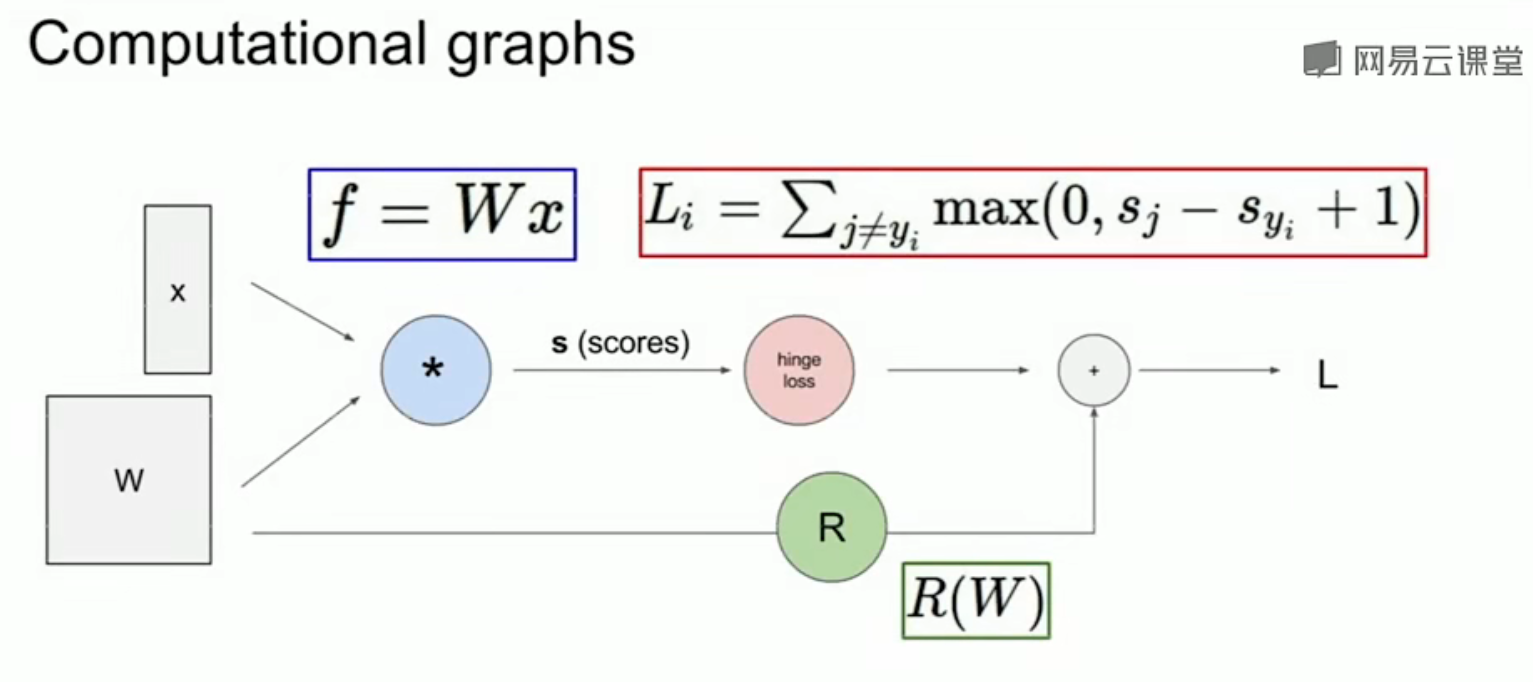 Computational graphs
网易云课堂
f = Wx
L_i = \sum_{j \neq y_i} \max(0, s_j - s_{y_i} + 1)
x
W
*
s (scores)
hinge
loss
+
L
R
R(W)